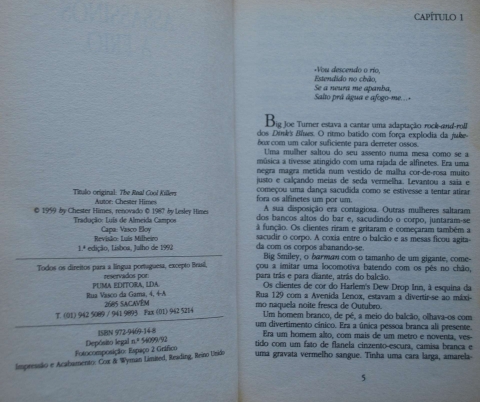 Título original: The Real Cool Killers
Autor: Chester Himes
© 1959 by Chester Himes, renovado © 1987 by Lesley Himes
Tradução: Luís de Almeida Campos
Capa: Vasco Eloy
Revisão: Luís Milheiro
1.ª edição, Lisboa, Julho de 1992
Todos os direitos para a língua portuguesa, excepto Brasil,
reservados por:
PUMA EDITORA, LDA.
Rua Vasco da Gama, 4-A
2685 SACAVÉM
T. (01) 942 5089 / 941 9893 Fax (01) 942 5214
ISBN 972-9469-14-8
Depósito legal n.º 54099/92
Fotocomposição: Espaço 2 Gráfico
Impressão e Acabamento: Cox & Wyman Limited, Reading, Reino Unido
CAPÍTULO 1
«Vou descendo o rio,
Estendido no chão,
Se a neura me apanha,
Salto prá água e afogo-me...»
Big Joe Turner estava a cantar uma adaptação rock-and-roll
dos Dink's Blues. O ritmo batido com força explodia da juke-
box com um calor suficiente para derreter ossos.
Uma mulher saltou do seu assento numa mesa como se a
música a tivesse atingido com uma rajada de alfinetes. Era uma
negra magra metida num vestido de malha cor-de-rosa muito
justo e calçando meias de seda vermelha. Levantou a saia e
começou uma dança sacudida como se estivesse a tentar atirar
fora os alfinetes um por um.
A sua disposição era contagiosa. Outras mulheres saltaram
dos bancos altos do bar e, sacudindo o corpo, juntaram-se
à função. Os clientes riram e gritaram e começaram também a
sacudir o corpo. A coxia entre o balcão e as mesas ficou agita-
da com os corpos abanando-se.
Big Smiley, o barman com o tamanho de um gigante, come-
çou a imitar uma locomotiva batendo com os pés no chão,
para trás e para diante, atrás do balcão.
Os clientes de cor do Harlem's Dew Drop Inn, à esquina da
Rua 129 com a Avenida Lenox, estavam a divertir-se ao máxi-
mo naquela noite fresca de Outubro.
Um homem branco, de pé, a meio do balcão, olhava-os com
um divertimento cínico. Era a única pessoa branca ali presente.
Era um homem alto, com mais de um metro e noventa, ves-
tido com um fato de flanela cinzento-escura, camisa branca e
uma gravata vermelho sangue. Tinha uma cara larga, amarela-
5